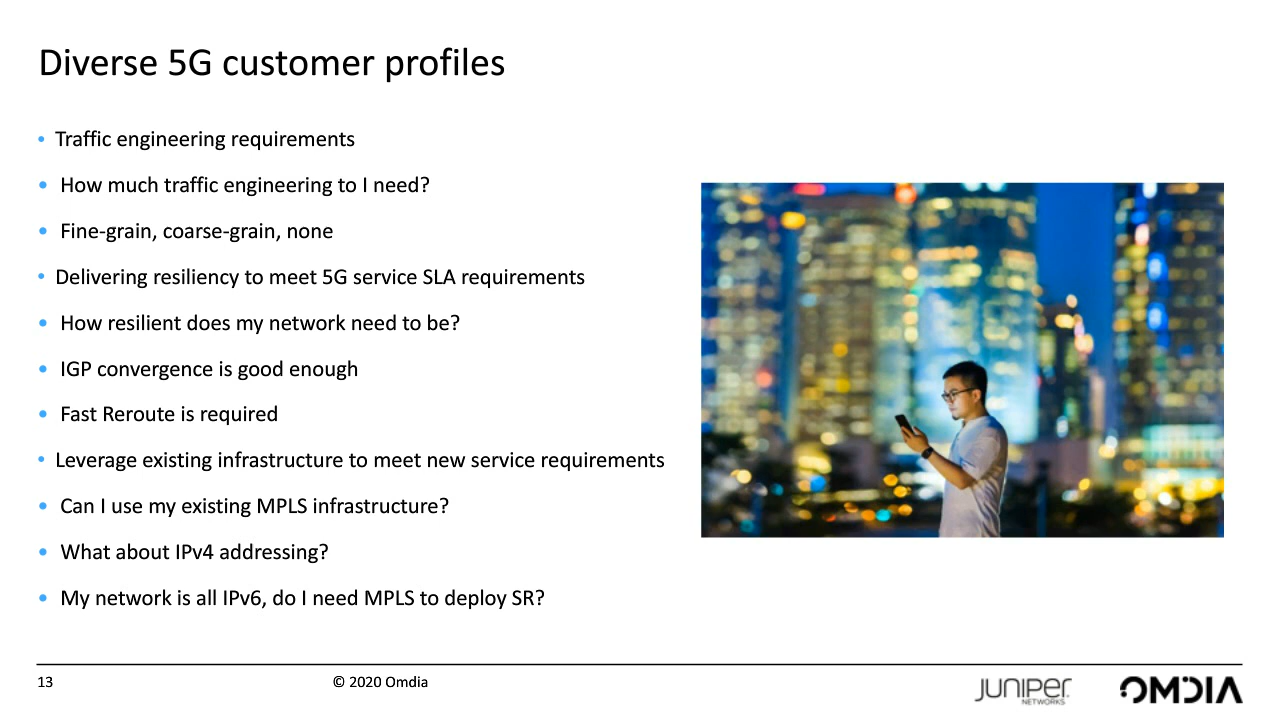 Diverse 5G customer profiles
• Traffic engineering requirements
• How much traffic engineering to I need?
• Fine-grain, coarse-grain, none
• Delivering resiliency to meet 5G service SLA requirements
• How resilient does my network need to be?
• IGP convergence is good enough
• Fast Reroute is required
• Leverage existing infrastructure to meet new service requirements
• Can I use my existing MPLS infrastructure?
• What about IPv4 addressing?
• My network is all IPv6, do I need MPLS to deploy SR?
13
© 2020 Omdia
JUNIPER
NETWORKS
OMDIA